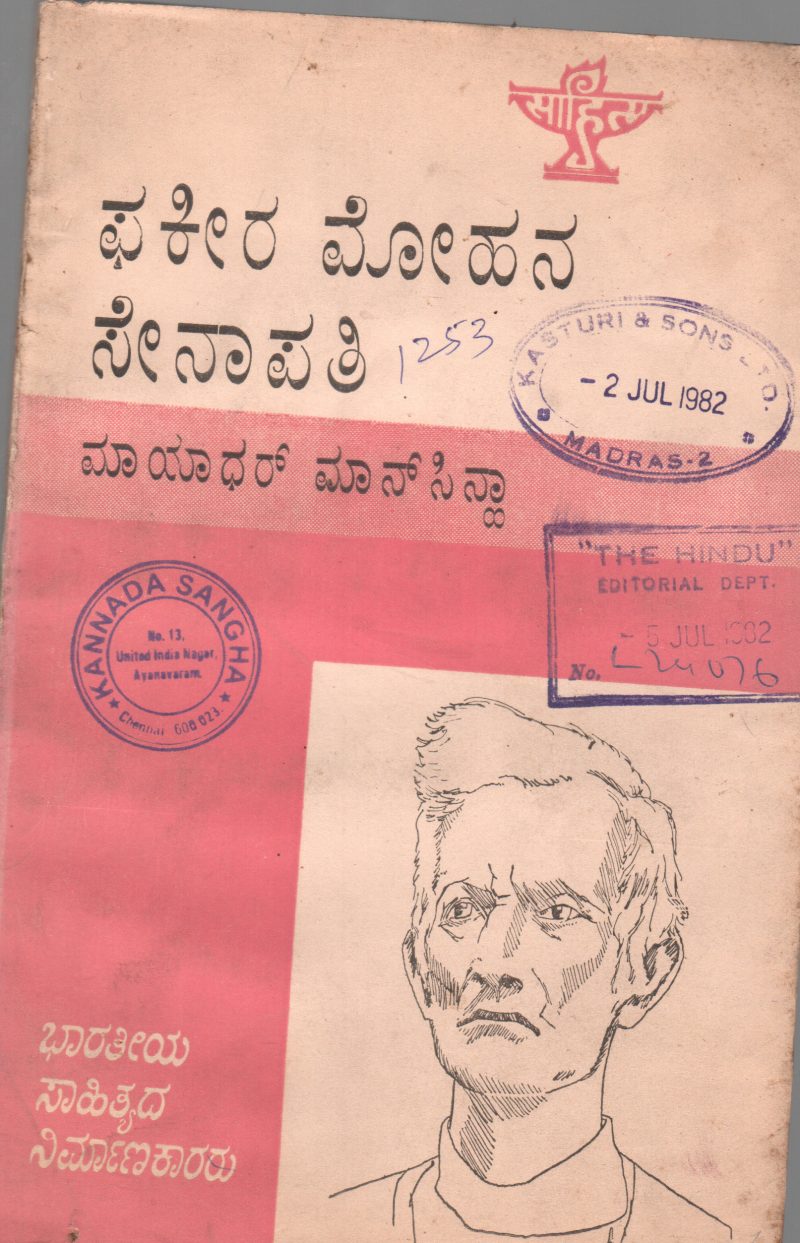 साहित्य
ಫಕೀರ ಮೋಹನ
ಸೇನಾಪತಿ
1253
KASTURI & SONS LTD.
- 2 JUL 1982
MADRAS-2
ಮಾಯಾಧರ್ ಮಾನ್‌ಸಿನ್ಹಾ
"THE HINDU"
EDITORIAL DEPT.
- 5 JUL 1982
No.
KANNADA SANGHA
No. 13,
United India Nagar,
Ayanavaram.
Chennai 600 023.
ಭಾರತೀಯ
ಸಾಹಿತ್ಯದ
ನಿರ್ಮಾಣಕಾರರು